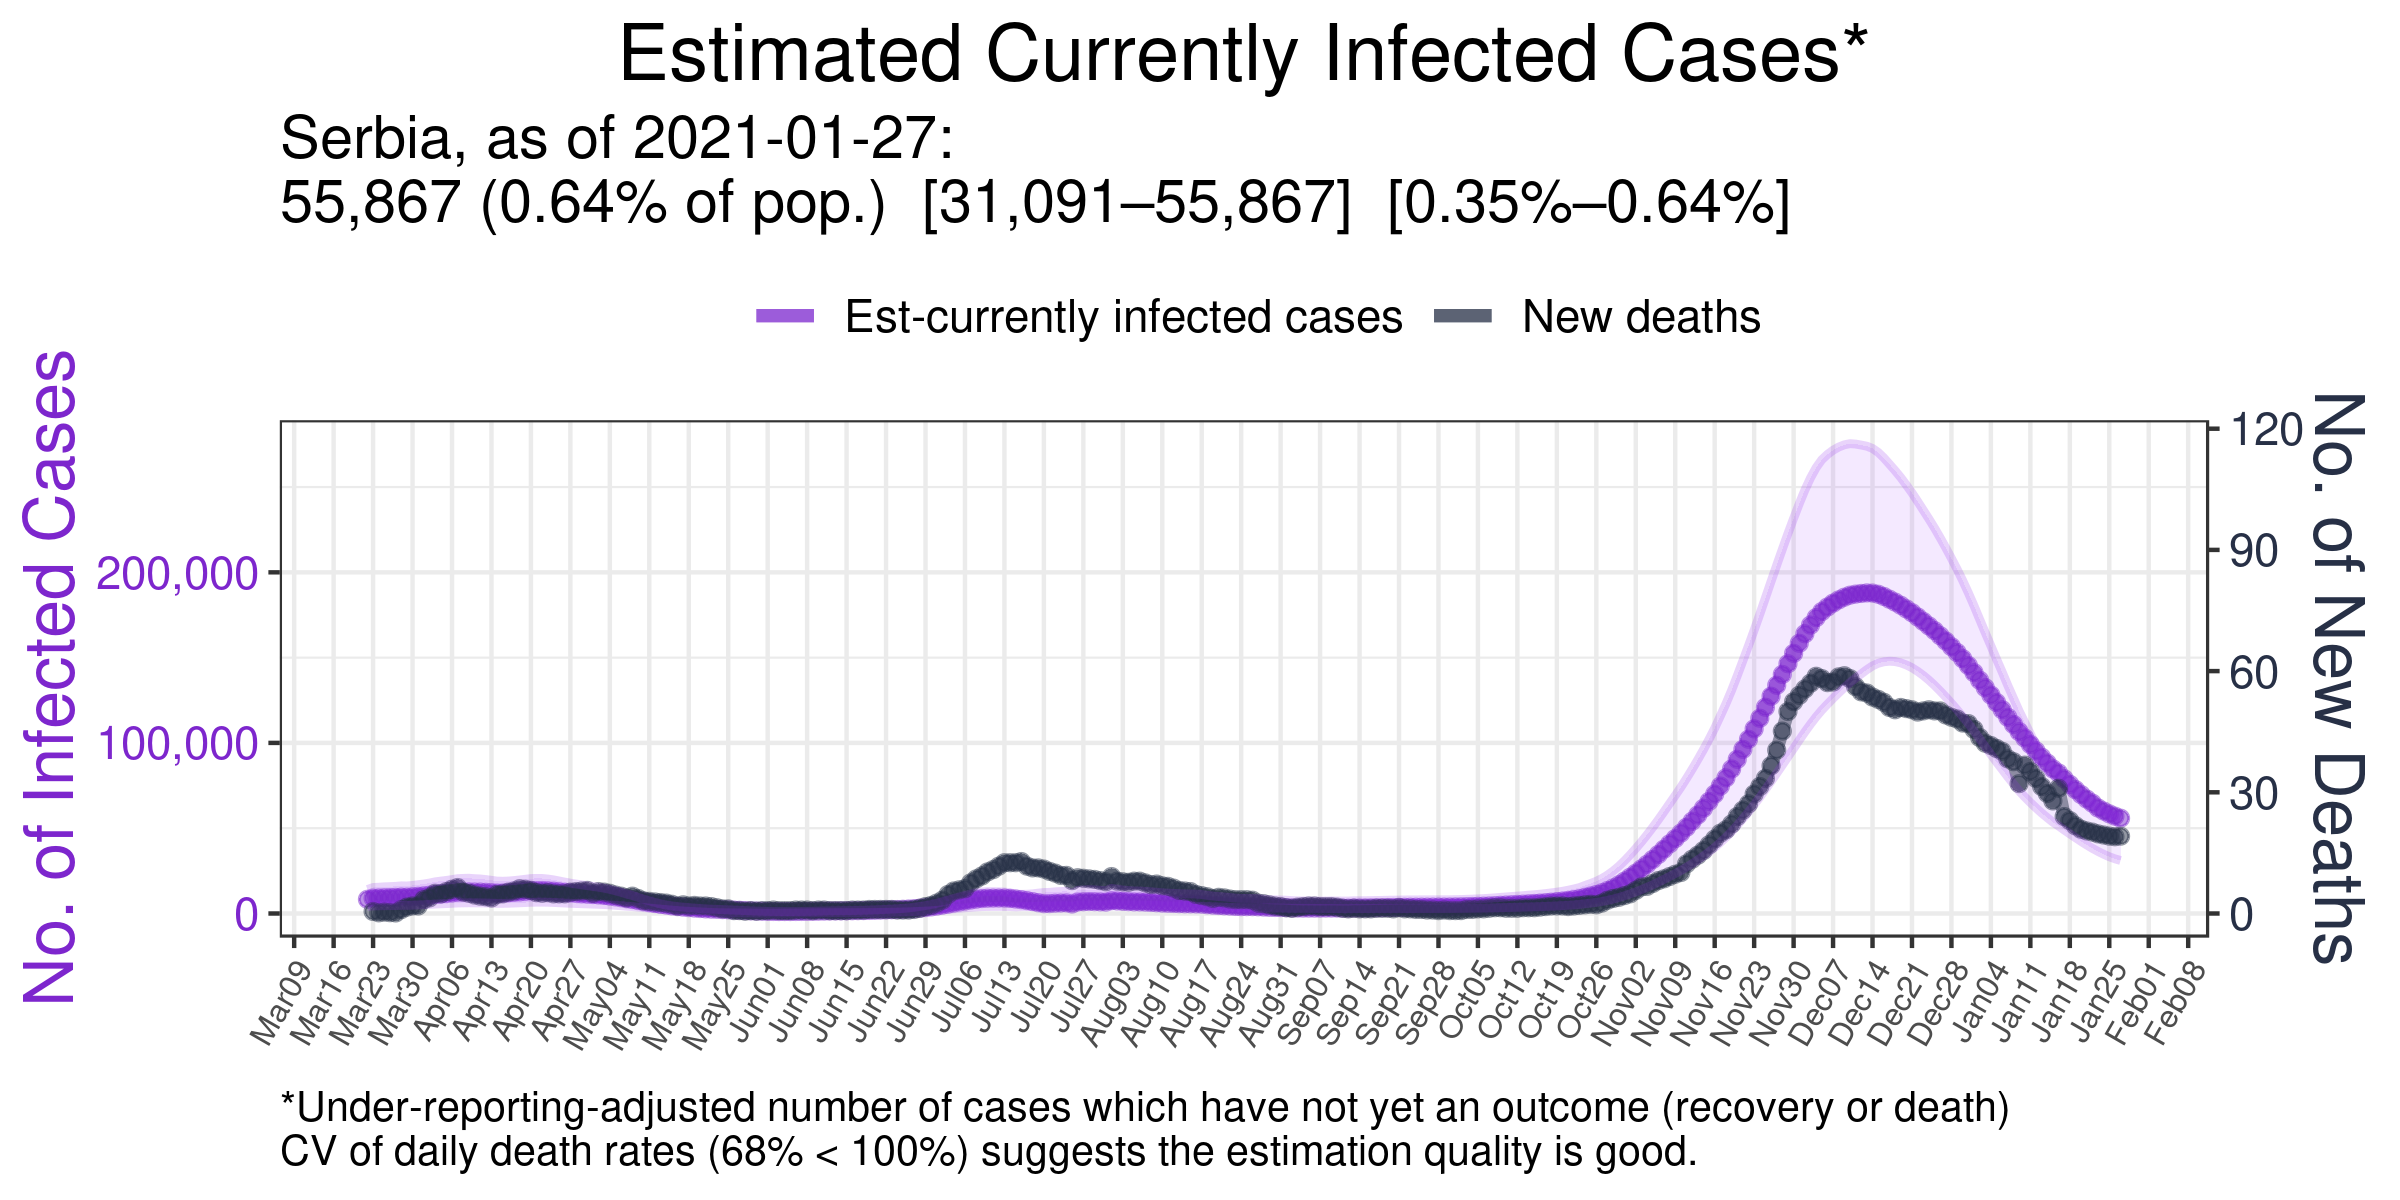 Estimated Currently Infected Cases*
Serbia, as of 2021-01-27:
55,867 (0.64% of pop.)  [31,091–55,867]  [0.35%–0.64%]
Est-currently infected cases
New deaths
No. of Infected Cases
200,000
100,000
0
120
90
60
30
0
No. of New Deaths
Mar09
Mar16
Mar23
Mar30
Apr06
Apr13
Apr20
Apr27
May04
May11
May18
May25
Jun01
Jun08
Jun15
Jun22
Jun29
Jul06
Jul13
Jul20
Jul27
Aug03
Aug10
Aug17
Aug24
Aug31
Sep07
Sep14
Sep21
Sep28
Oct05
Oct12
Oct19
Oct26
Nov02
Nov09
Nov16
Nov23
Nov30
Dec07
Dec14
Dec21
Dec28
Jan04
Jan11
Jan18
Jan25
Feb01
Feb08
*Under-reporting-adjusted number of cases which have not yet an outcome (recovery or death)
CV of daily death rates (68% < 100%) suggests the estimation quality is good.